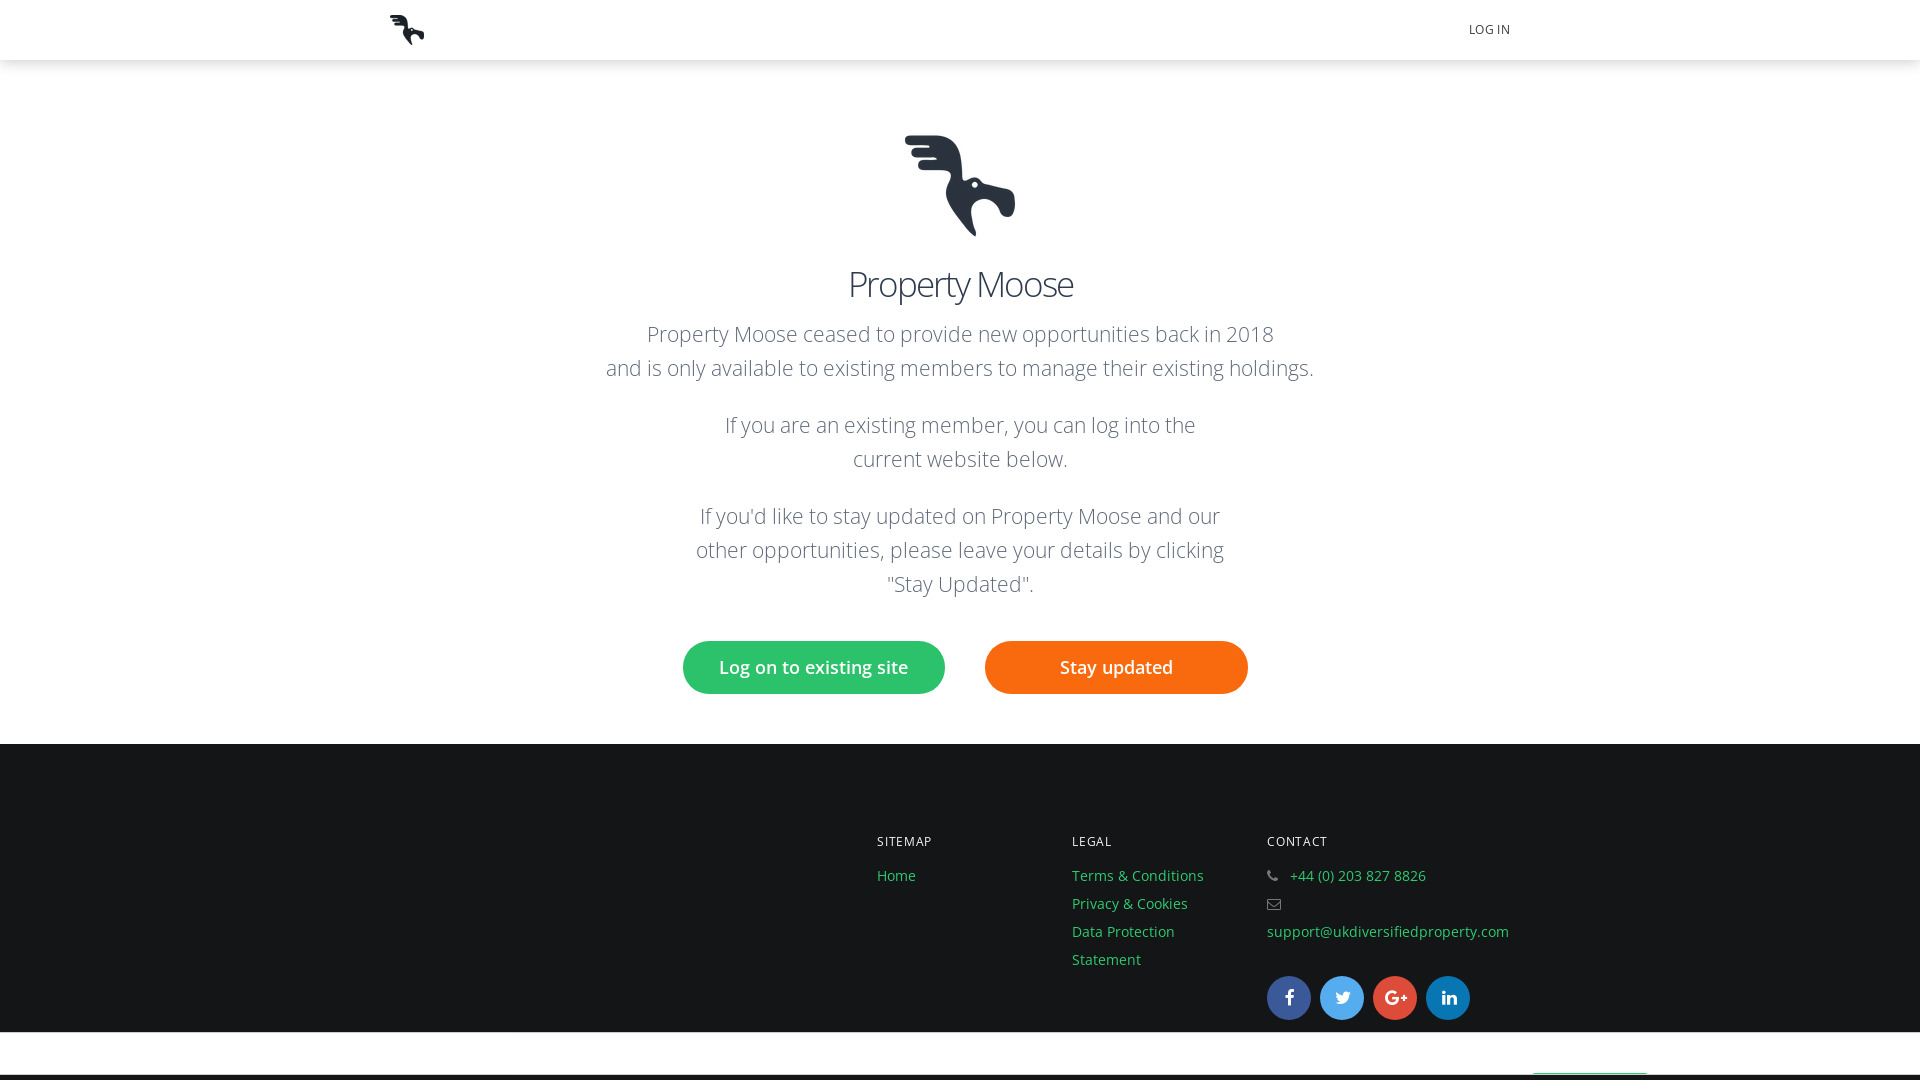 LOG IN
Property Moose
Property Moose ceased to provide new opportunities back in 2018
and is only available to existing members to manage their existing holdings.
If you are an existing member, you can log into the
current website below.
If you'd like to stay updated on Property Moose and our
other opportunities, please leave your details by clicking
"Stay Updated".
Log on to existing site
Stay updated
SITEMAP
Home
LEGAL
Terms & Conditions
Privacy & Cookies
Data Protection
Statement
CONTACT
+44 (0) 203 827 8826
support@ukdiversifiedproperty.com